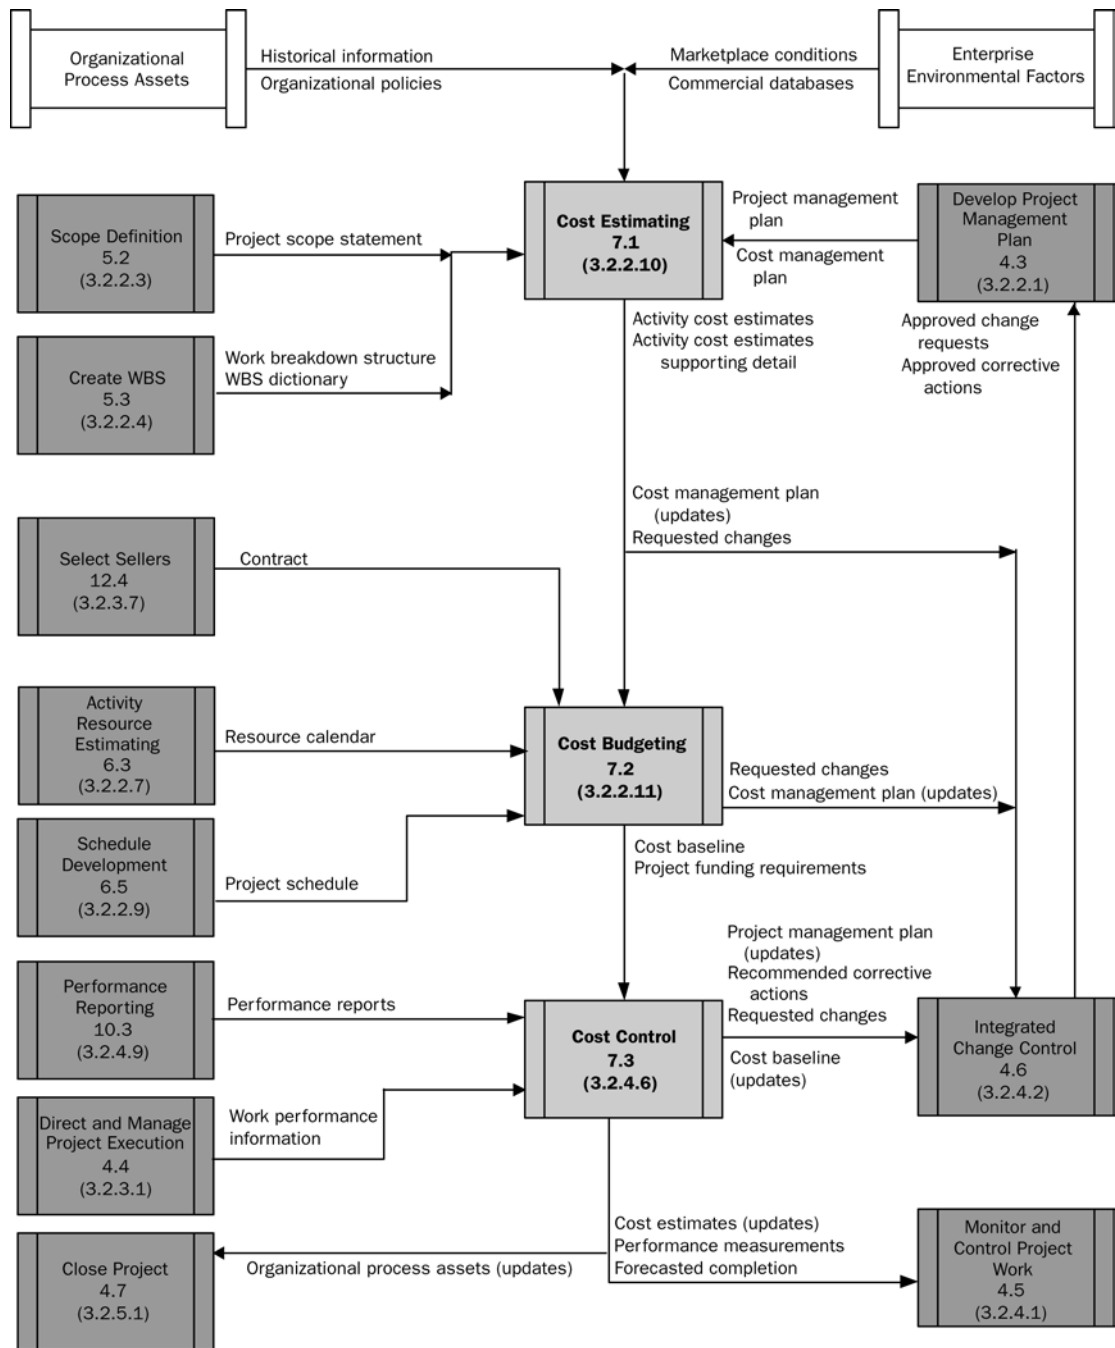 Organizational
Process Assets
Historical information
Organizational policies
Marketplace conditions
Commercial databases
Enterprise
Environmental Factors
Scope Definition
5.2
(3.2.2.3)
Project scope statement
Cost Estimating
7.1
(3.2.2.10)
Project management
plan
Cost management
plan
Develop Project
Management
Plan
4.3
(3.2.2.1)
Create WBS
5.3
(3.2.2.4)
Work breakdown structure
WBS dictionary
Activity cost estimates
Activity cost estimates
supporting detail
Approved change
requests
Approved corrective
actions
Cost management plan
(updates)
Requested changes
Select Sellers
12.4
(3.2.3.7)
Contract
Activity
Resource
Estimating
6.3
(3.2.2.7)
Resource calendar
Cost Budgeting
7.2
(3.2.2.11)
Requested changes
Cost management plan (updates)
Schedule
Development
6.5
(3.2.2.9)
Project schedule
Cost baseline
Project funding requirements
Performance
Reporting
10.3
(3.2.4.9)
Performance reports
Cost Control
7.3
(3.2.4.6)
Project management plan
(updates)
Recommended corrective
actions
Requested changes
Cost baseline
(updates)
Integrated
Change Control
4.6
(3.2.4.2)
Direct and Manage
Project Execution
4.4
(3.2.3.1)
Work performance
information
Close Project
4.7
(3.2.5.1)
Organizational process assets (updates)
Cost estimates (updates)
Performance measurements
Forecasted completion
Monitor and
Control Project
Work
4.5
(3.2.4.1)